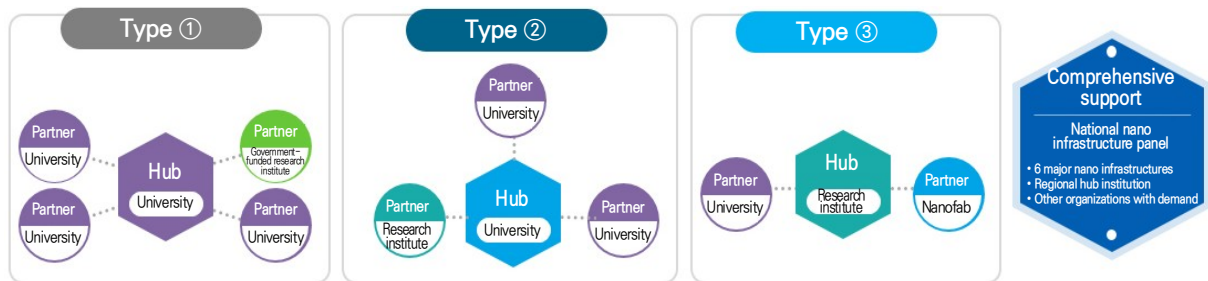 Type ①
Partner
University
Partner
Government-
funded research
institute
Hub
University
Partner
University
Partner
University
Type ②
Partner
University
Hub
University
Partner
Research
institute
Partner
University
Type ③
Partner
University
Hub
Research
institute
Partner
Nanofab
Comprehensive
support
National nano
infrastructure panel
• 6 major nano infrastructures
• Regional hub institution
• Other organizations with demand